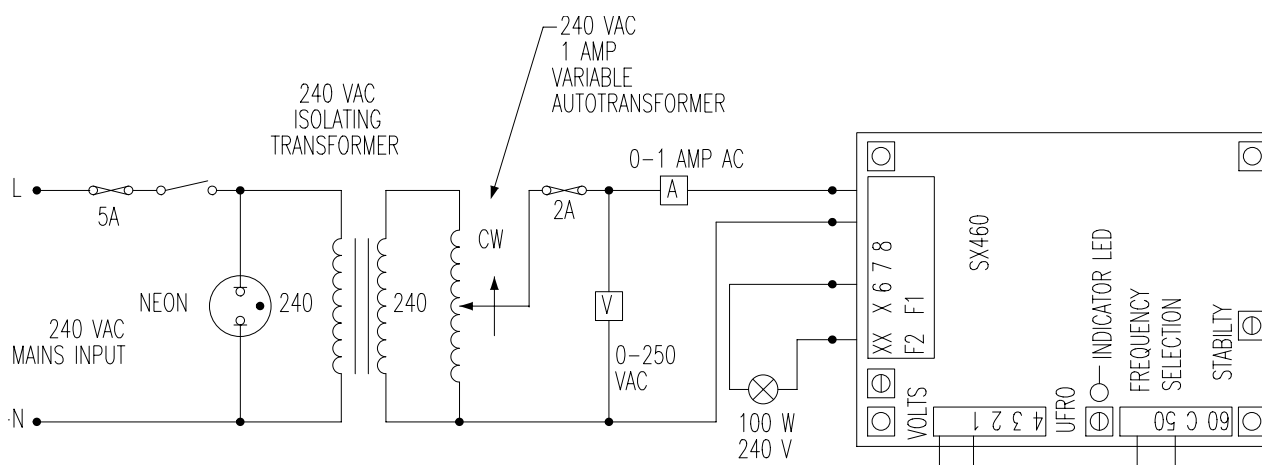 240 VAC
1 AMP
VARIABLE
AUTOTRANSFORMER
240 VAC
ISOLATING
TRANSFORMER
0-1 AMP AC
L
5A
2A
A
CW
NEON
240
240
V
240 VAC
MAINS INPUT
0-250
VAC
N
100 W
240 V
XX X 6 7 8
F2 F1
SX460
INDICATOR LED
FREQUENCY
SELECTION
STABILTY
VOLTS
1 2 3 4
UFRO
50 C 60